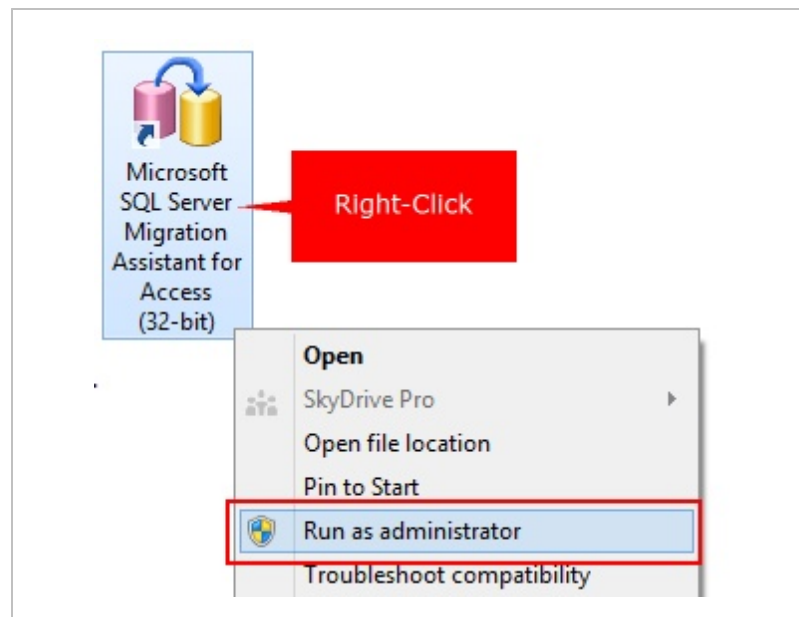 Microsoft
SQL Server
Migration
Assistant for
Access
(32-bit)
Right-Click
Open
SkyDrive Pro
Open file location
Pin to Start
Run as administrator
Troubleshoot compatibility